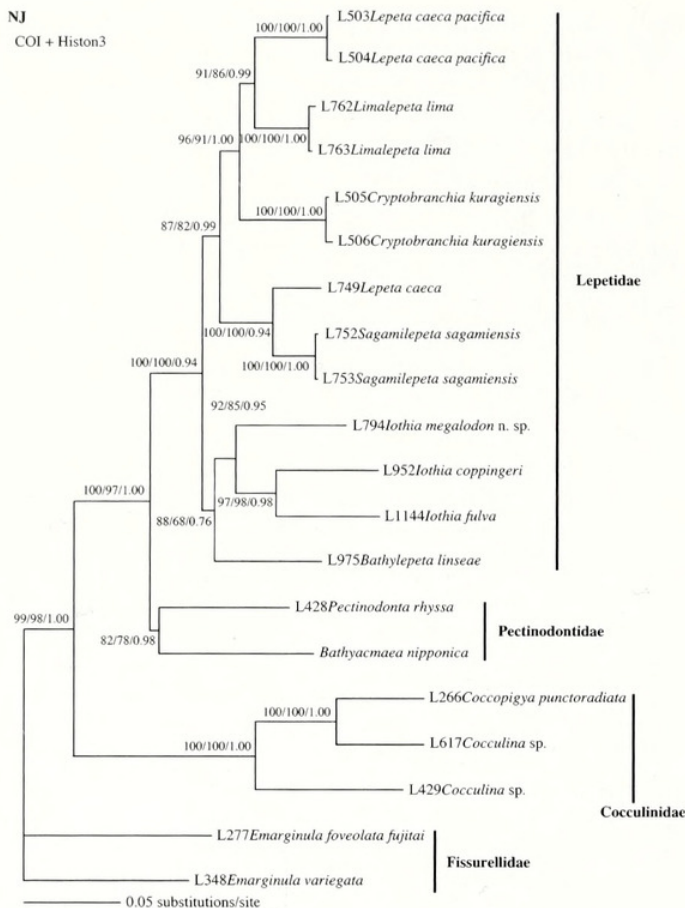 NJ
COI + Histon3
100/100/1.00
L503Lepeta caeca pacifica
L504Lepeta caeca pacifica
91/86/0.99
L762Limalepeta lima
96/91/1.00
100/100/1.00
L763Limalepeta lima
L505Cryptobranchia kuragiensis
100/100/1.00
87/82/0.99
L506Cryptobranchia kuragiensis
Lepetidae
L749Lepeta caeca
100/100/0.94
L752Sagamilepeta sagamiensis
100/100/0.94
100/100/1.00
L753Sagamilepeta sagamiensis
92/85/0.95
L794Iothia megalodon n. sp.
L952Iothia coppingeri
100/97/1.00
97/98/0.98
88/68/0.76
L1144Iothia fulva
L975Bathylepeta linseae
L428Pectinodonta rhyssa
99/98/1.00
Pectinodontidae
82/78/0.98
Bathyacmaea nipponica
L266Coccopigya punctoradiata
100/100/1.00
L617Cocculina sp.
100/100/1.00
L429Cocculina sp.
Cocculinidae
L277Emarginula foveolata fujitai
Fissurellidae
L348Emarginula variegata
0.05 substitutions/site